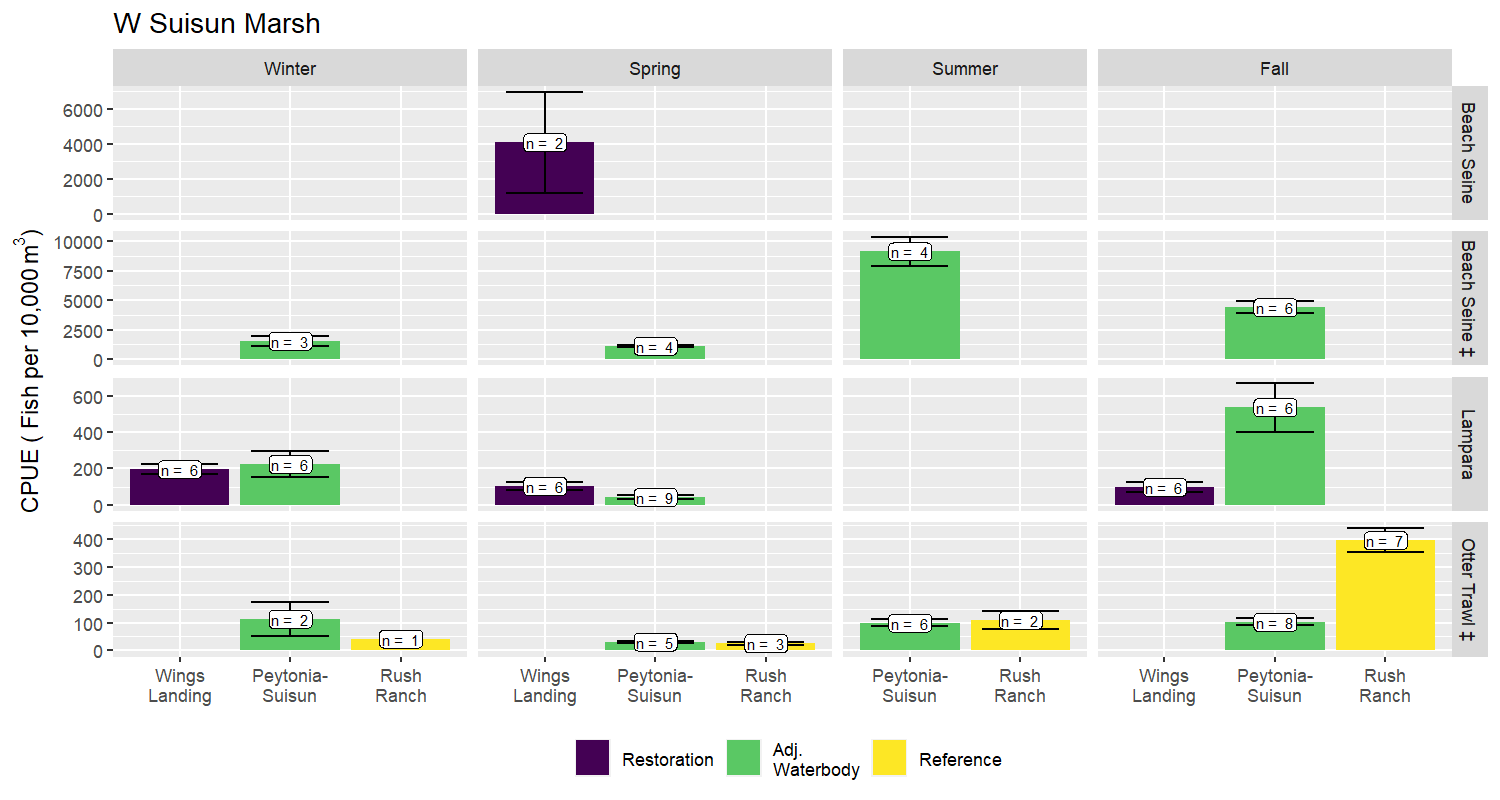 W Suisun Marsh
Winter Spring Summer Fall
CPUE ( Fish per 10,000 m³)
6000
4000
2000
0
n = 2
Beach Seine
10000
7500
5000
2500
0
n = 3
n = 4
n = 4
n = 6
Beach Seine ‡
600
400
200
0
n = 6
n = 6
n = 6
n = 9
n = 6
n = 6
Lampara
400
300
200
100
0
n = 2
n = 1
n = 5
n = 3
n = 6
n = 2
n = 8
n = 7
Otter Trawl ‡
Wings Peytonia- Rush Wings Peytonia- Rush Peytonia- Rush Wings Peytonia- Rush
Landing Suisun Ranch Landing Suisun Ranch Suisun Ranch Landing Suisun Ranch
Restoration
Adj.
Waterbody
Reference